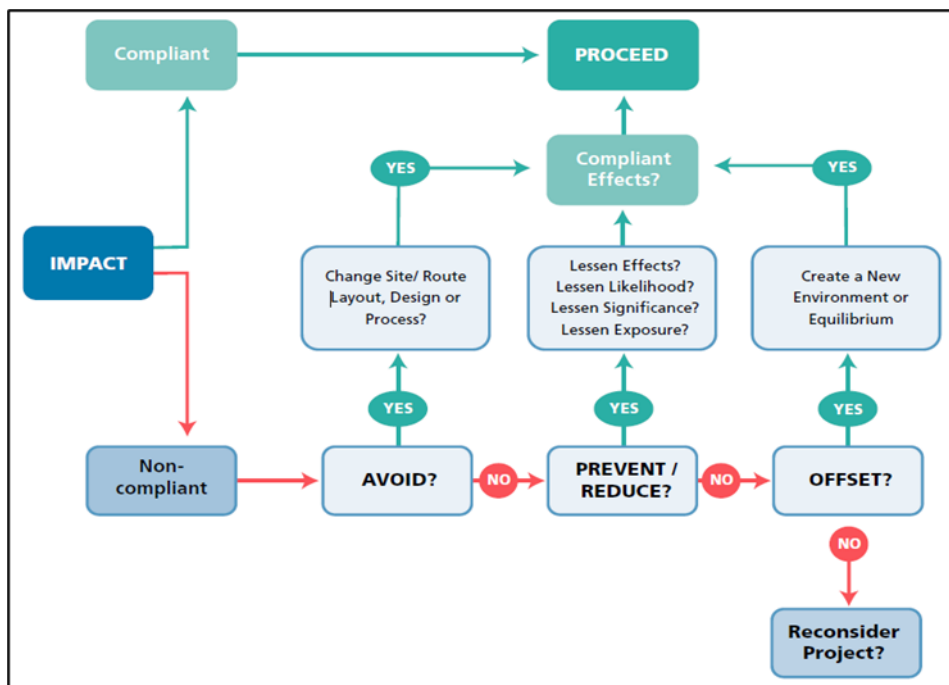 Compliant
PROCEED
YES
Compliant
Effects?
YES
IMPACT
Change Site/ Route
Layout, Design or
Process?
Lessen Effects?
Lessen Likelihood?
Lessen Significance?
Lessen Exposure?
Create a New
Environment or
Equilibrium
YES
YES
YES
Non-
compliant
AVOID?
NO
PREVENT /
REDUCE?
NO
OFFSET?
NO
Reconsider
Project?